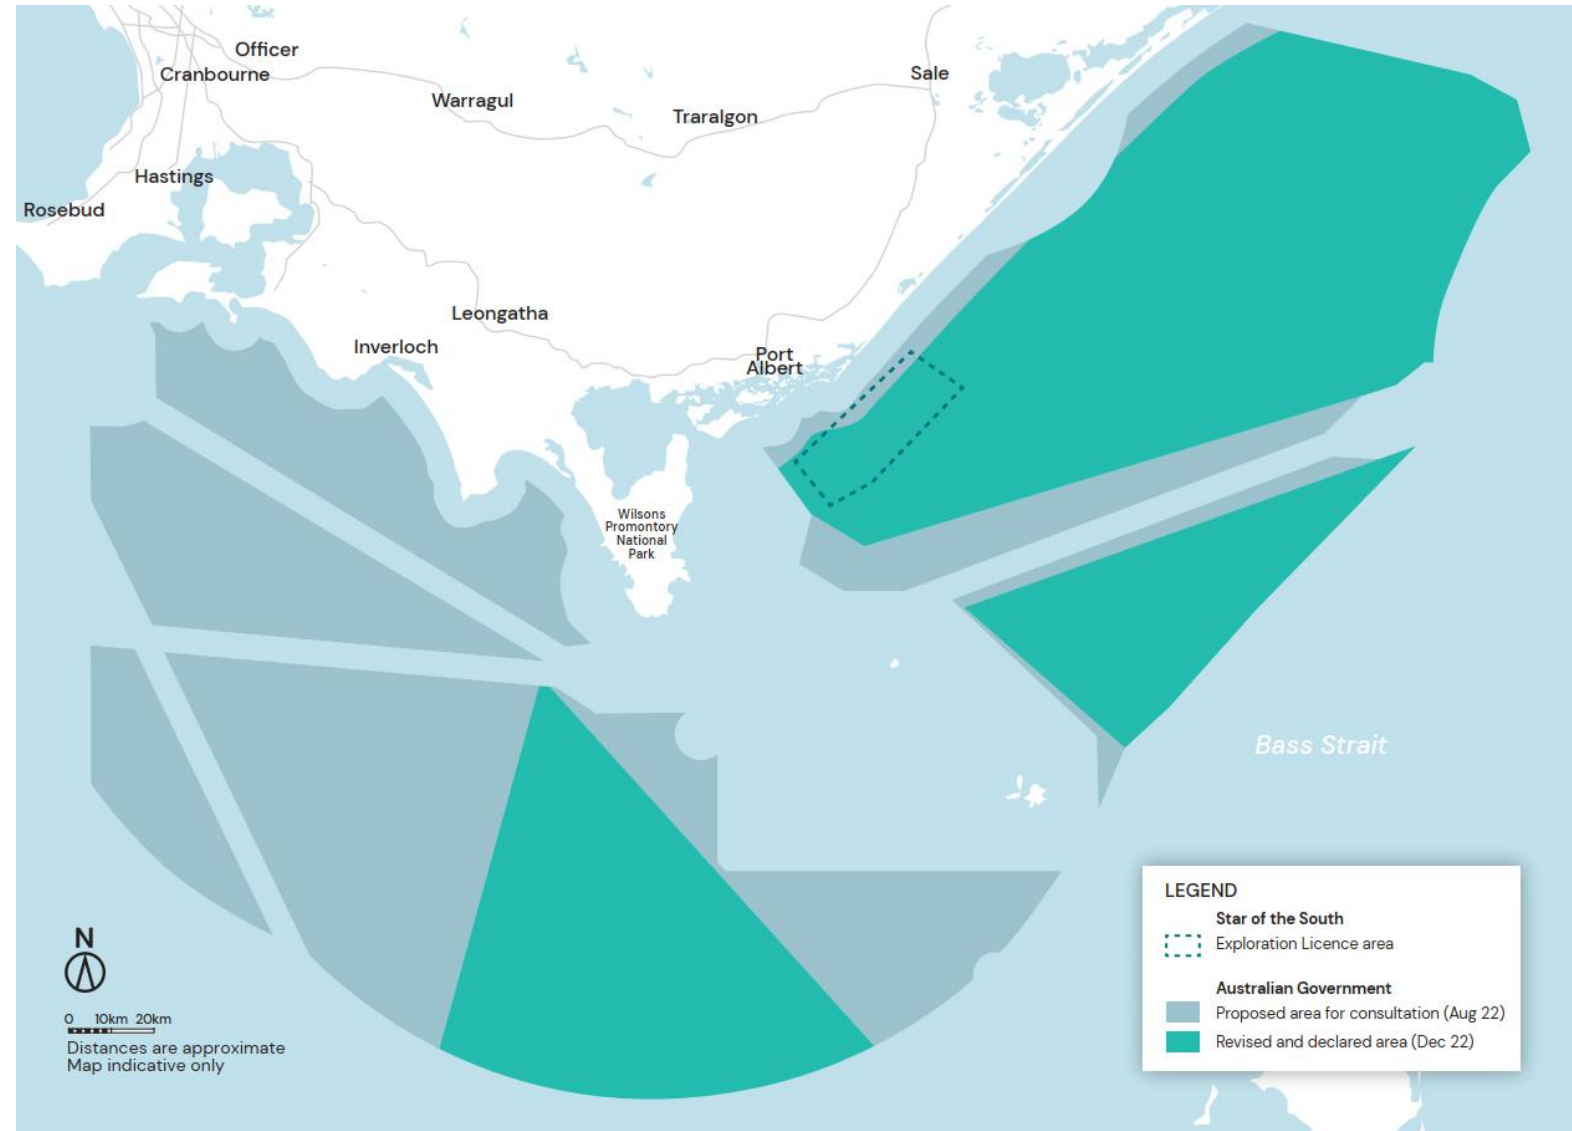 Officer
Cranbourne
Warragul
Sale
Traralgon
Hastings
Rosebud
Leongatha
Inverloch
Port
Albert
Wilsons
Promontory
National
Park
Bass Strait
LEGEND
Star of the South
Exploration Licence area
Australian Government
Proposed area for consultation (Aug 22)
Revised and declared area (Dec 22)
N
0 10km 20km
Distances are approximate
Map indicative only